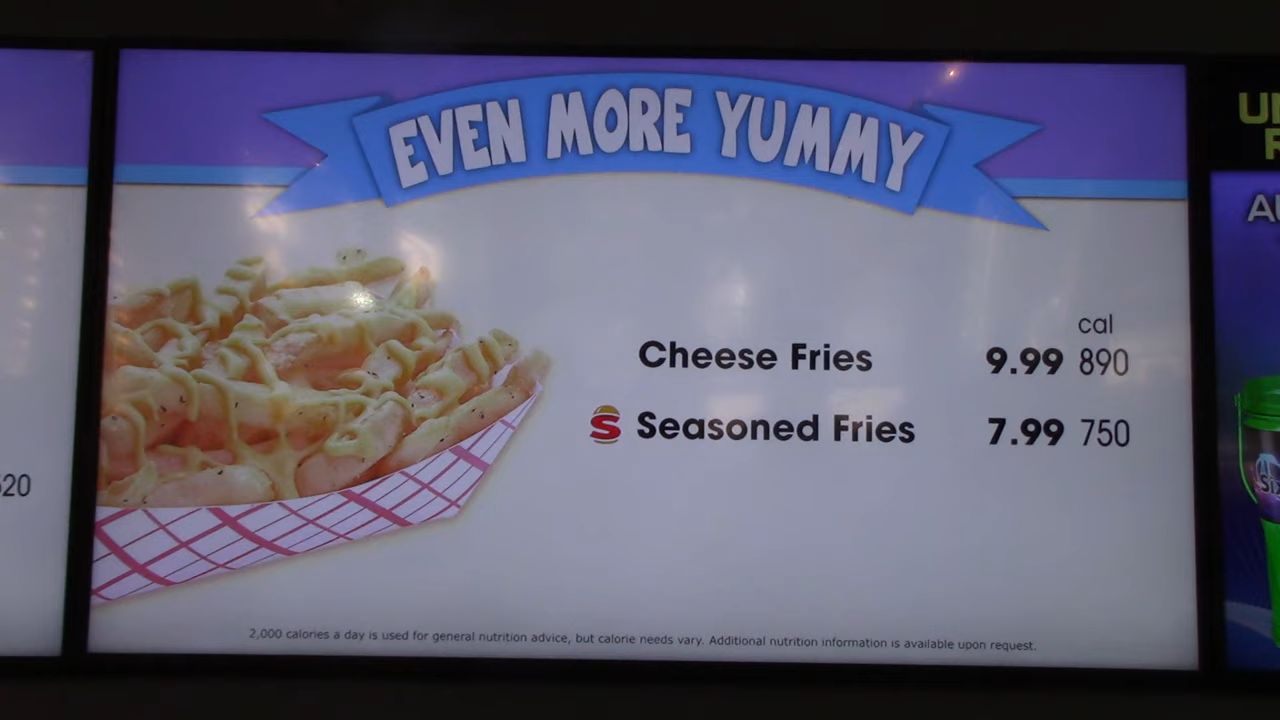 EVEN MORE YUMMY
cal
Cheese Fries 9.99 890
S Seasoned Fries 7.99 750
2,000 calories a day is used for general nutrition advice, but calorie needs vary. Additional nutrition information is available upon request.